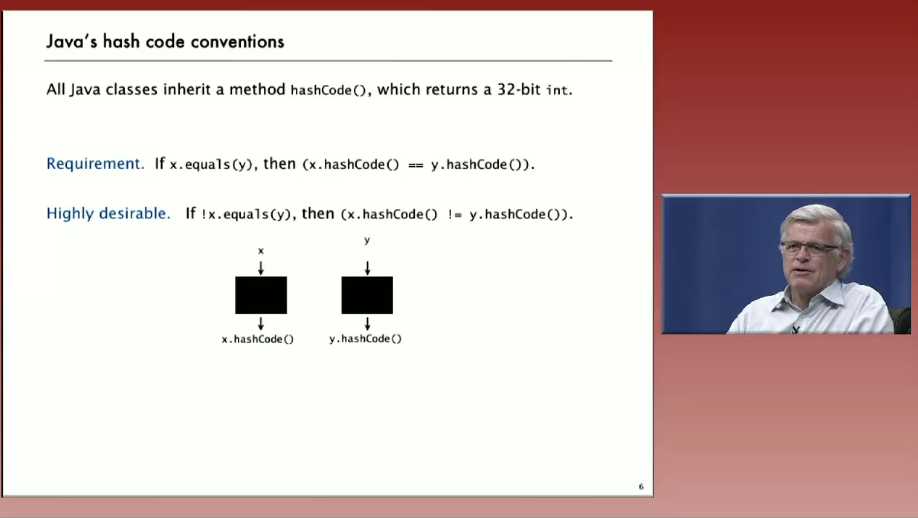 Java's hash code conventions
All Java classes inherit a method hashCode(), which returns a 32-bit int.
Requirement. If x.equals(y), then (x.hashCode() == y.hashCode()).
Highly desirable. If !x.equals(y), then (x.hashCode() != y.hashCode()).
x y
x.hashCode() y.hashCode()
6